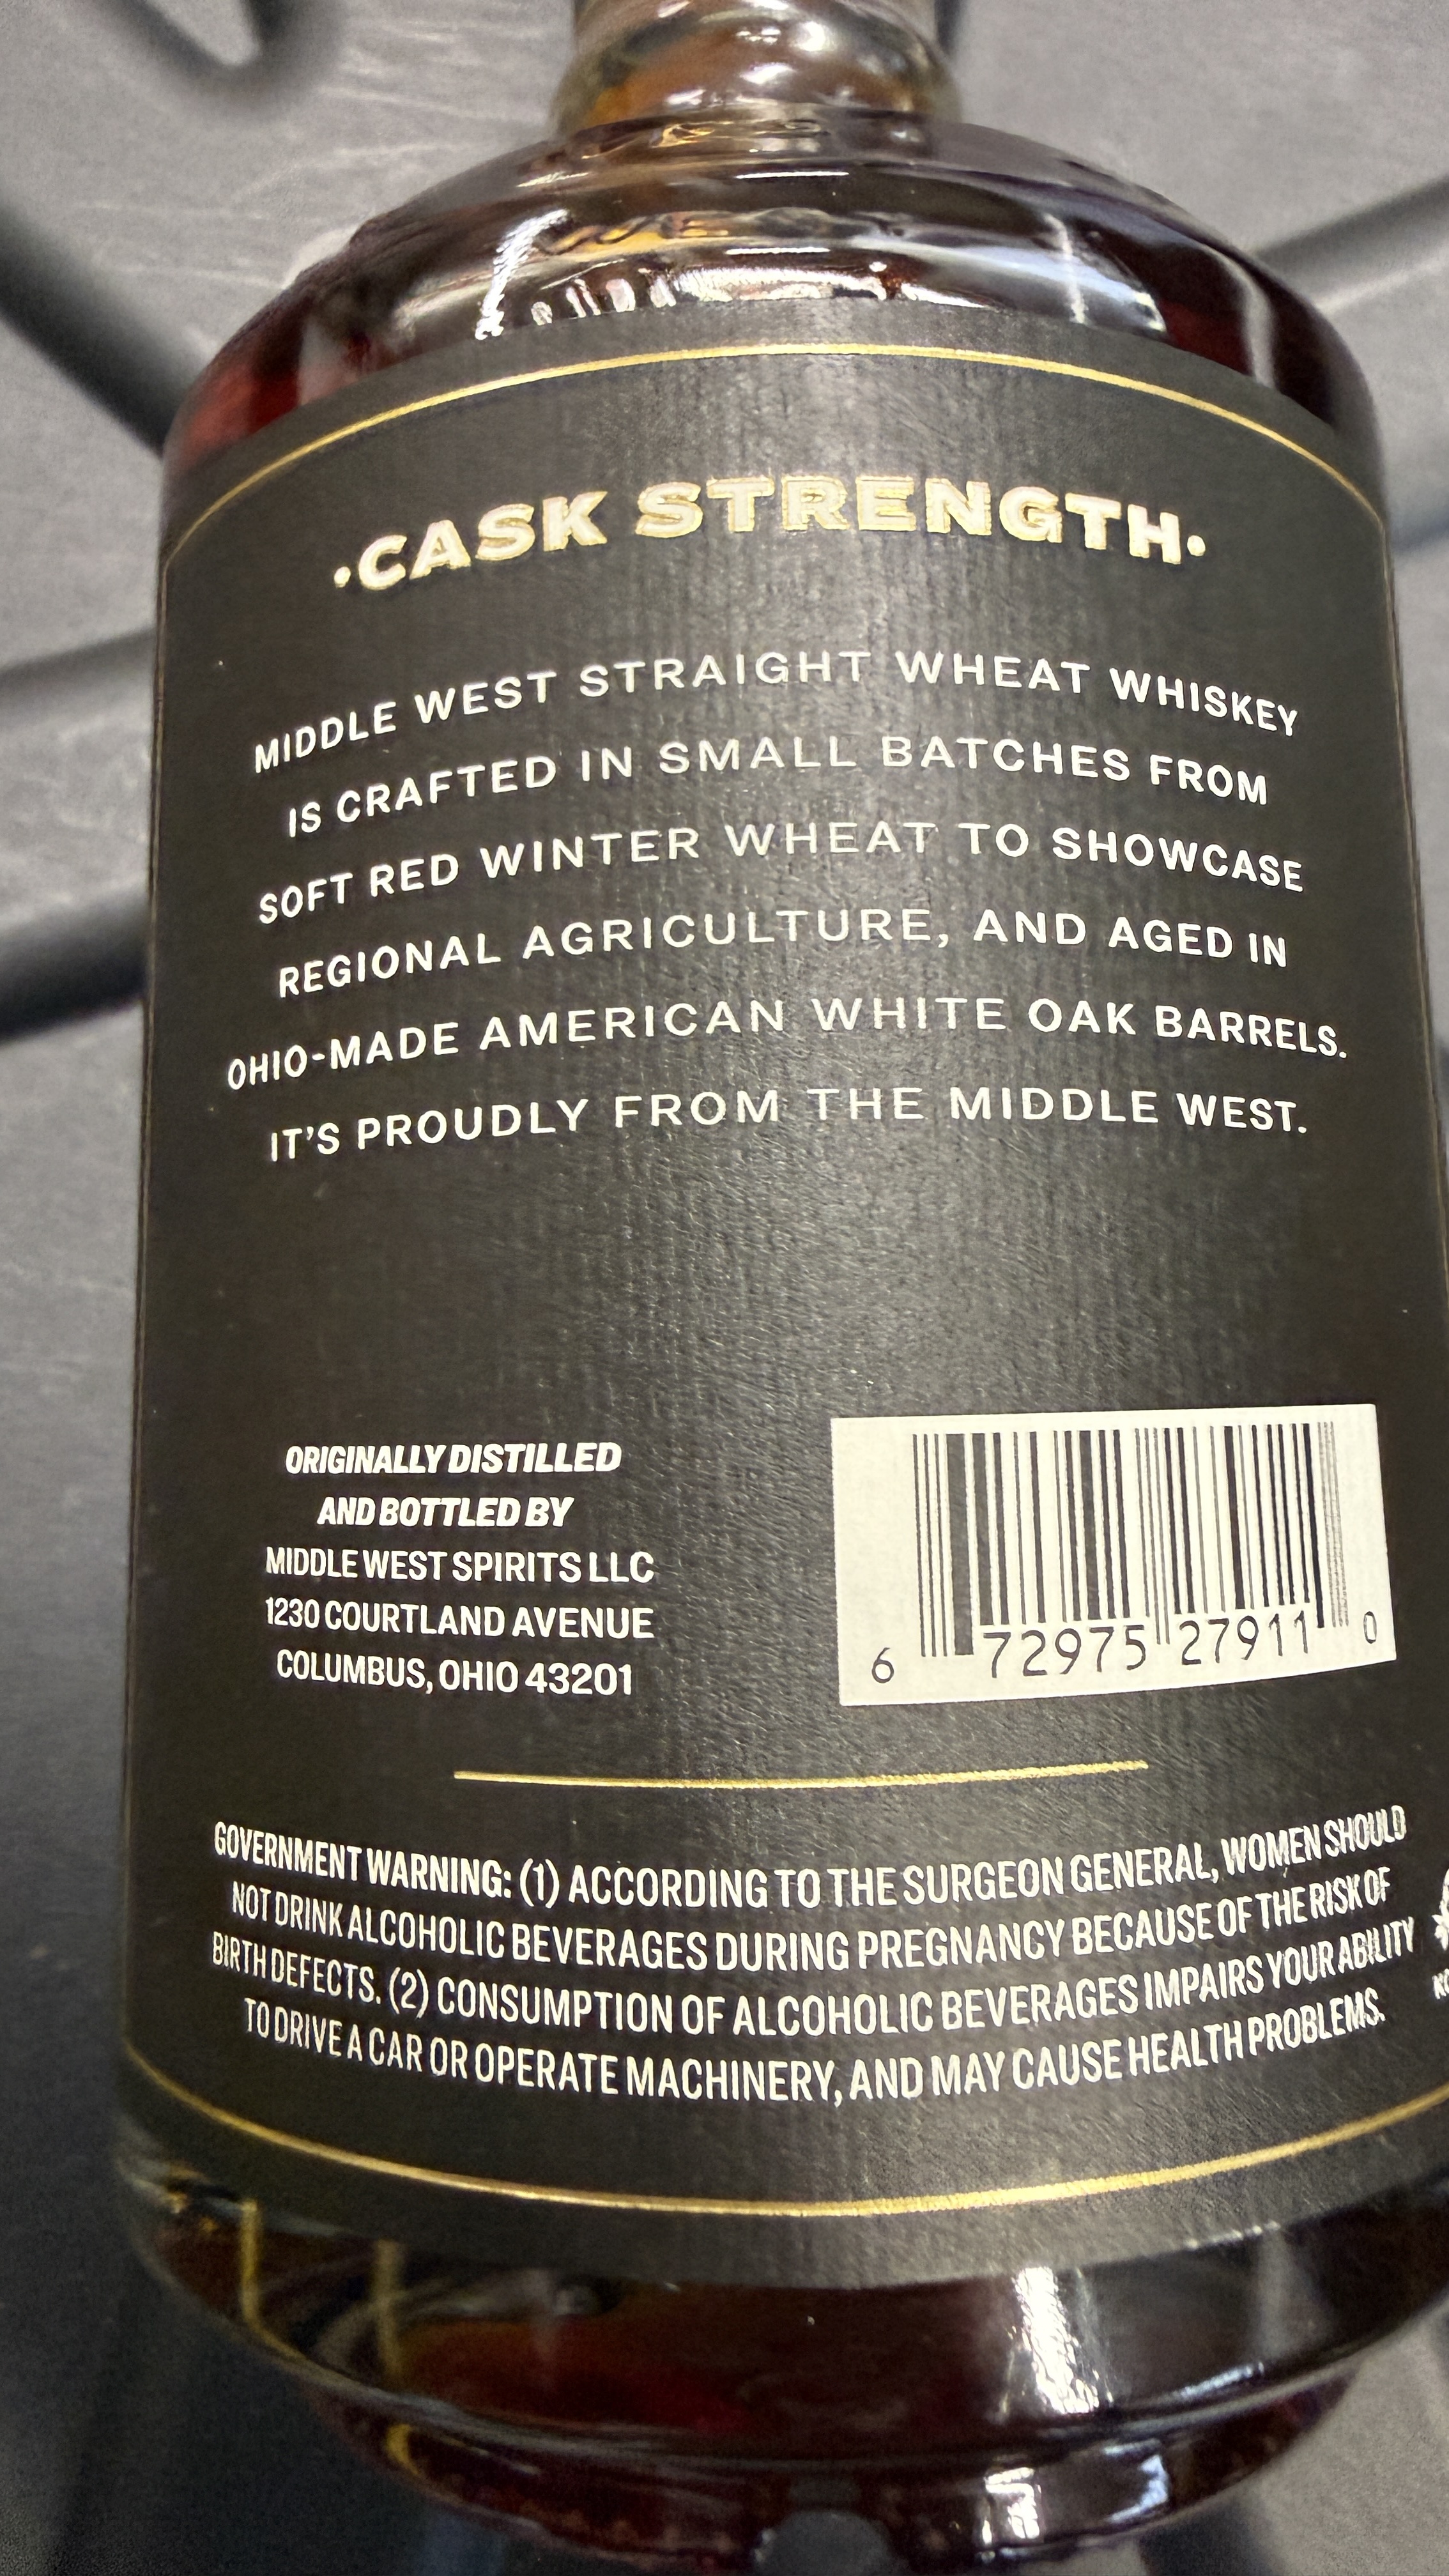 ·CASK STRENGTH·
MIDDLE WEST STRAIGHT WHEAT WHISKEY
IS CRAFTED IN SMALL BATCHES FROM
SOFT RED WINTER WHEAT TO SHOWCASE
REGIONAL AGRICULTURE, AND AGED IN
OHIO-MADE AMERICAN WHITE OAK BARRELS.
IT'S PROUDLY FROM THE MIDDLE WEST.
ORIGINALLY DISTILLED
AND BOTTLED BY
MIDDLE WEST SPIRITS LLC
1230 COURTLAND AVENUE
COLUMBUS, OHIO 43201
6 72975 27911 0
GOVERNMENT WARNING: (1) ACCORDING TO THE SURGEON GENERAL, WOMEN SHOULD
NOT DRINK ALCOHOLIC BEVERAGES DURING PREGNANCY BECAUSE OF THE RISK OF
BIRTH DEFECTS. (2) CONSUMPTION OF ALCOHOLIC BEVERAGES IMPAIRS YOUR ABILITY
TO DRIVE A CAR OR OPERATE MACHINERY, AND MAY CAUSE HEALTH PROBLEMS.